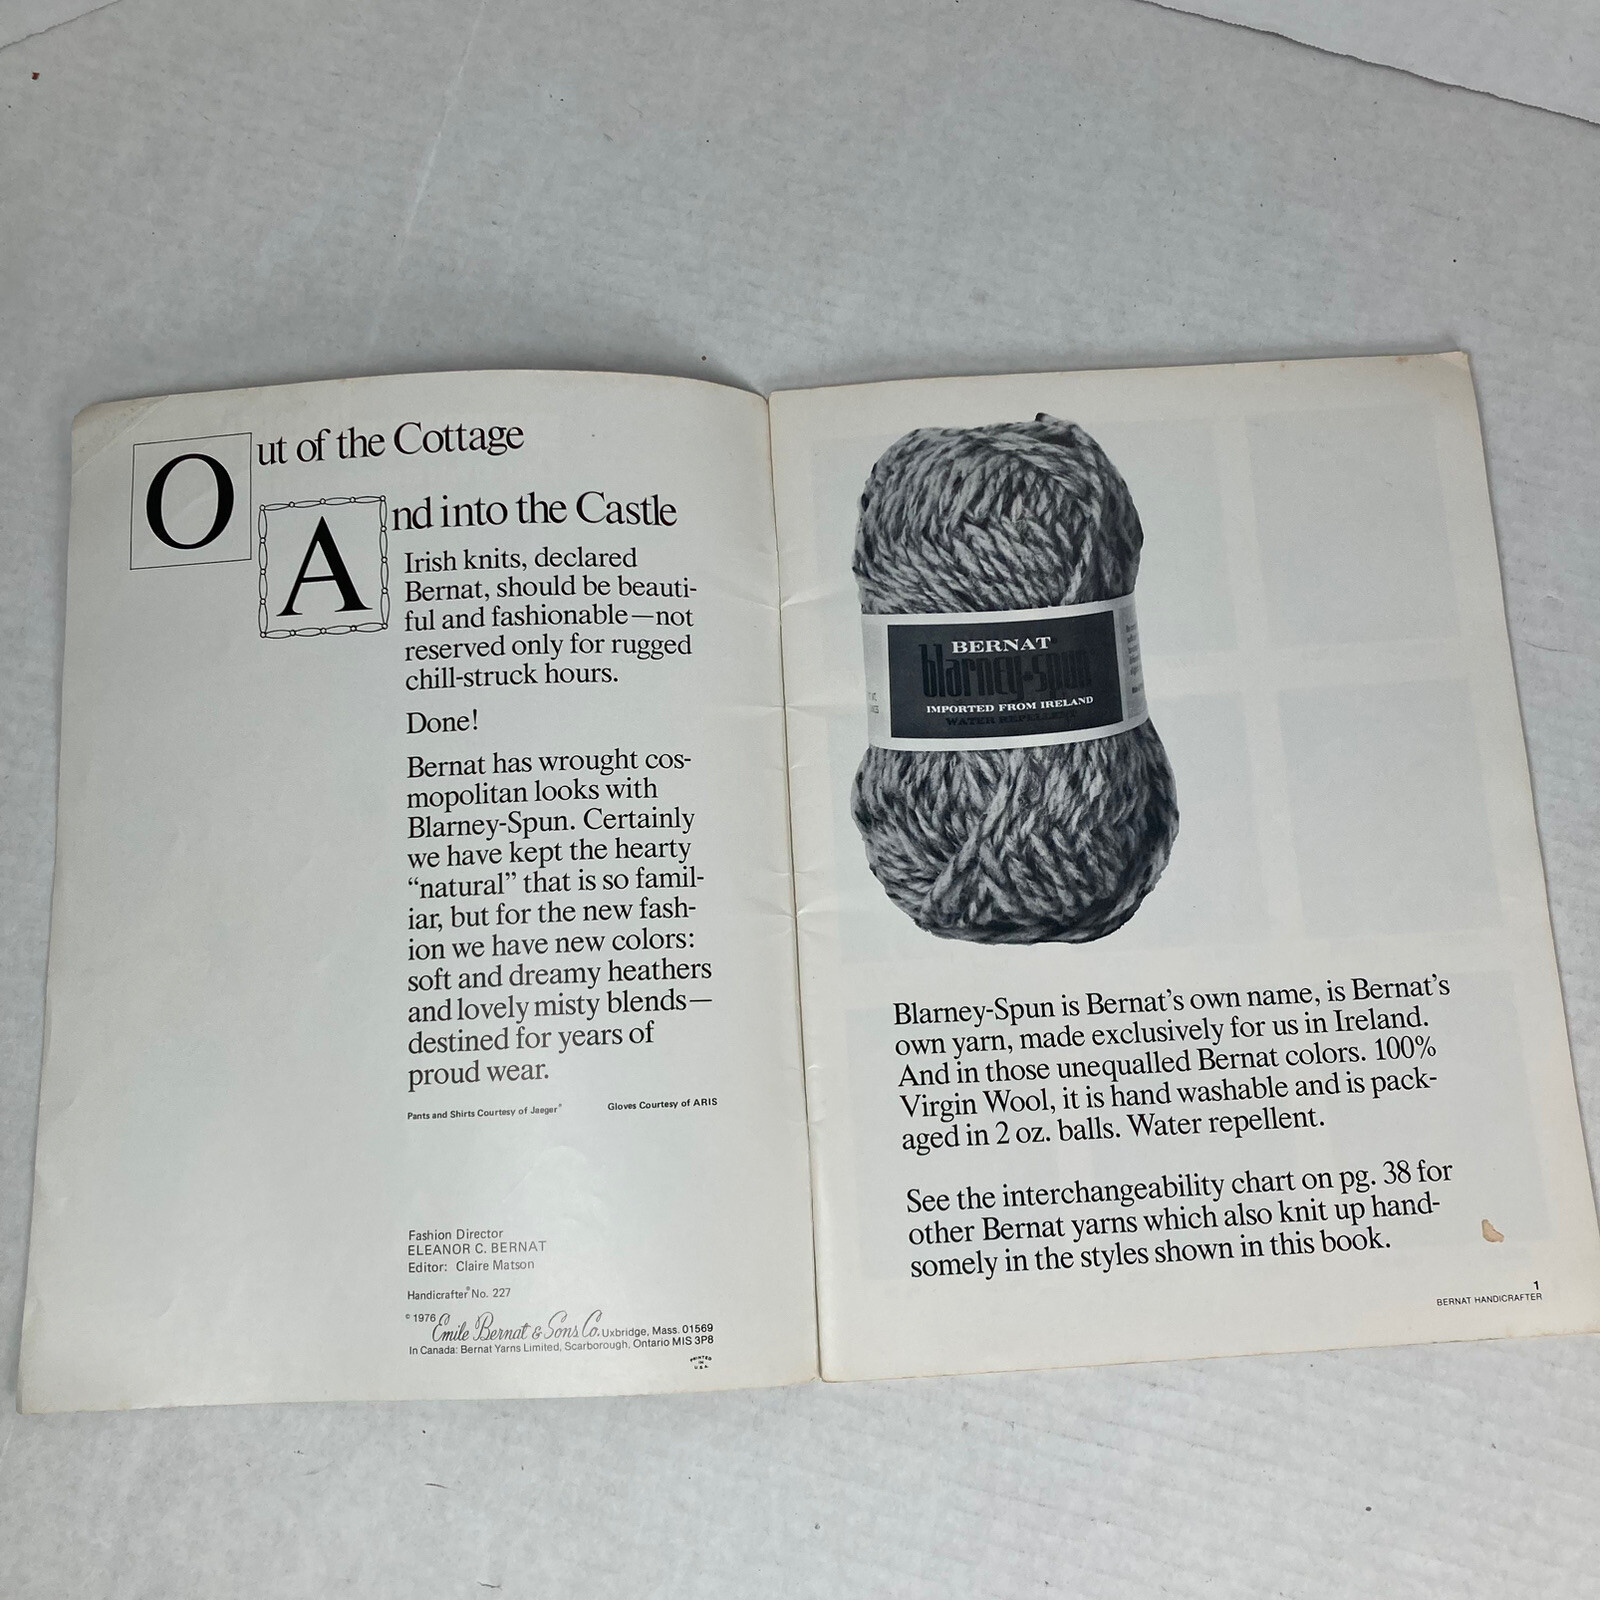 Out of the Cottage
And into the Castle
Irish knits, declared
Bernat, should be beauti-
ful and fashionable—not
reserved only for rugged
chill-struck hours.
Done!
Bernat has wrought cos-
mopolitan looks with
Blarney-Spun. Certainly
we have kept the hearty
“natural” that is so famil-
iar, but for the new fash-
ion we have new colors:
soft and dreamy heathers
and lovely misty blends—
destined for years of
proud wear.
Pants and Shirts Courtesy of Jaeger® Gloves Courtesy of ARIS
Fashion Director
ELEANOR C. BERNAT
Editor: Claire Matson
Handicrafter® No. 227
© 1976 Emile Bernat & Sons Co. Uxbridge, Mass. 01569
In Canada: Bernat Yarns Limited, Scarborough, Ontario MIS 3P8
PRINTED
IN
U.S.A.
BERNAT
blarney-spun
IMPORTED FROM IRELAND
WATER REPELLENT
Blarney-Spun is Bernat's own name, is Bernat's
own yarn, made exclusively for us in Ireland.
And in those unequalled Bernat colors. 100%
Virgin Wool, it is hand washable and is pack-
aged in 2 oz. balls. Water repellent.
See the interchangeability chart on pg. 38 for
other Bernat yarns which also knit up hand-
somely in the styles shown in this book.
1
BERNAT HANDICRAFTER